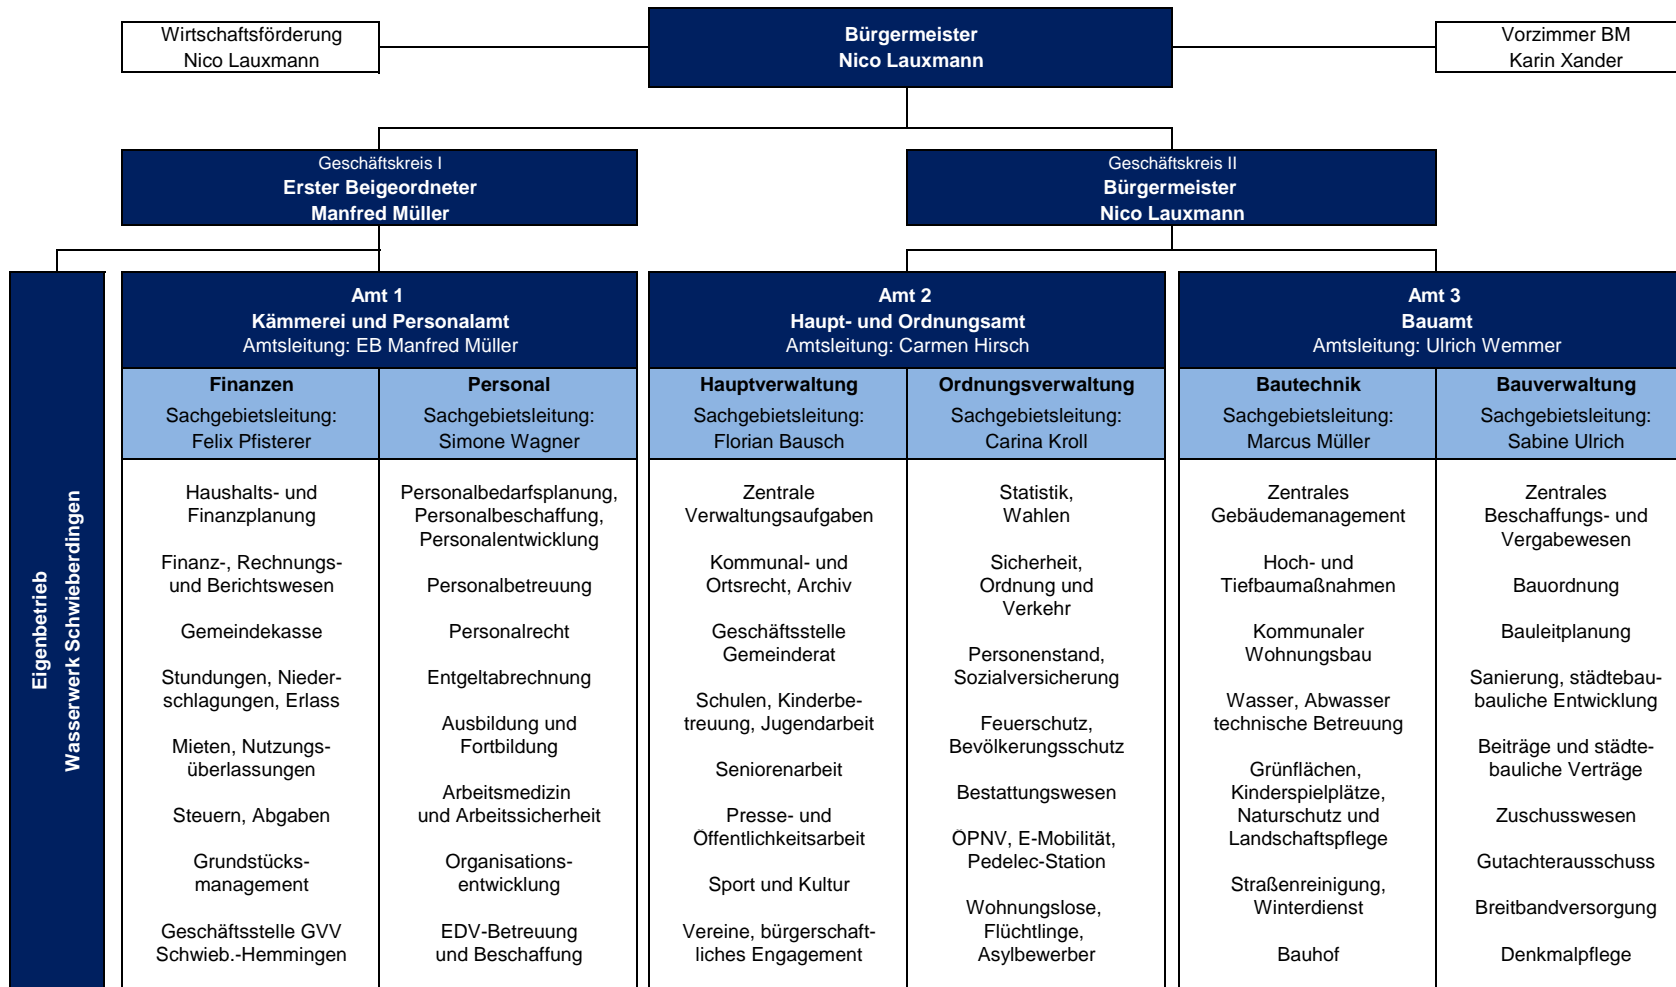 Wirtschaftsförderung
Nico Lauxmann
Bürgermeister
Nico Lauxmann
Vorzimmer BM
Karin Xander
Geschäftskreis I
Erster Beigeordneter
Manfred Müller
Geschäftskreis II
Bürgermeister
Nico Lauxmann
Eigenbetrieb
Wasserwerk Schwieberdingen
Amt 1
Kämmerei und Personalamt
Amtsleitung: EB Manfred Müller
Finanzen
Sachgebietsleitung:
Felix Pfisterer
Haushalts- und
Finanzplanung
Finanz-, Rechnungs-
und Berichtswesen
Gemeindekasse
Stundungen, Nieder-
schlagungen, Erlass
Mieten, Nutzungs-
überlassungen
Steuern, Abgaben
Grundstücks-
management
Geschäftsstelle GVV
Schwieb.-Hemmingen
Personal
Sachgebietsleitung:
Simone Wagner
Personalbedarfsplanung,
Personalbeschaffung,
Personalentwicklung
Personalbetreuung
Personalrecht
Entgeltabrechnung
Ausbildung und
Fortbildung
Arbeitsmedizin
und Arbeitssicherheit
Organisations-
entwicklung
EDV-Betreuung
und Beschaffung
Amt 2
Haupt- und Ordnungsamt
Amtsleitung: Carmen Hirsch
Hauptverwaltung
Sachgebietsleitung:
Florian Bausch
Zentrale
Verwaltungsaufgaben
Kommunal- und
Ortsrecht, Archiv
Geschäftsstelle
Gemeinderat
Schulen, Kinderbe-
treuung, Jugendarbeit
Seniorenarbeit
Presse- und
Öffentlichkeitsarbeit
Sport und Kultur
Vereine, bürgerschaft-
liches Engagement
Ordnungsverwaltung
Sachgebietsleitung:
Carina Kroll
Statistik,
Wahlen
Sicherheit,
Ordnung und
Verkehr
Personenstand,
Sozialversicherung
Feuerschutz,
Bevölkerungsschutz
Bestattungswesen
ÖPNV, E-Mobilität,
Pedelec-Station
Wohnungslose,
Flüchtlinge,
Asylbewerber
Amt 3
Bauamt
Amtsleitung: Ulrich Wemmer
Bautechnik
Sachgebietsleitung:
Marcus Müller
Zentrales
Gebäudemanagement
Hoch- und
Tiefbaumaßnahmen
Kommunaler
Wohnungsbau
Wasser, Abwasser
technische Betreuung
Grünflächen,
Kinderspielplätze,
Naturschutz und
Landschaftspflege
Straßenreinigung,
Winterdienst
Bauhof
Bauverwaltung
Sachgebietsleitung:
Sabine Ulrich
Zentrales
Beschaffungs- und
Vergabewesen
Bauordnung
Bauleitplanung
Sanierung, städtebau-
bauliche Entwicklung
Beiträge und städte-
bauliche Verträge
Zuschusswesen
Gutachterausschuss
Breitbandversorgung
Denkmalpflege